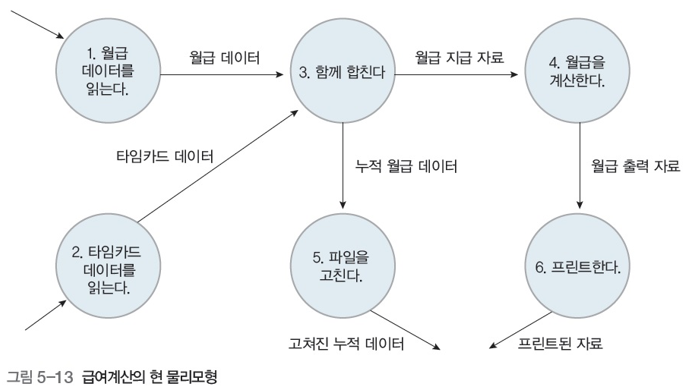 1. 월급
데이터를
읽는다.
월급 데이터
3. 함께 합친다
월급 지급 자료
4. 월급을
계산한다.
타임카드 데이터
누적 월급 데이터
월급 출력 자료
2. 타임카드
데이터를
읽는다.
5. 파일을
고친다.
6. 프린트한다.
고쳐진 누적 데이터
프린트된 자료
그림 5-13 급여계산의 현 물리모형